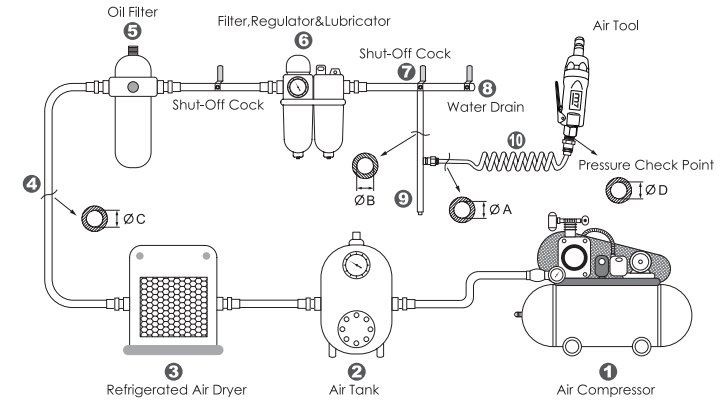 Oil Filter
5
Filter,Regulator&Lubricator
6
Air Tool
Shut-Off Cock
7
8
Shut-Off Cock
Water Drain
10
Pressure Check Point
4
ØB
9
ØA
ØD
ØC
3
Refrigerated Air Dryer
2
Air Tank
1
Air Compressor